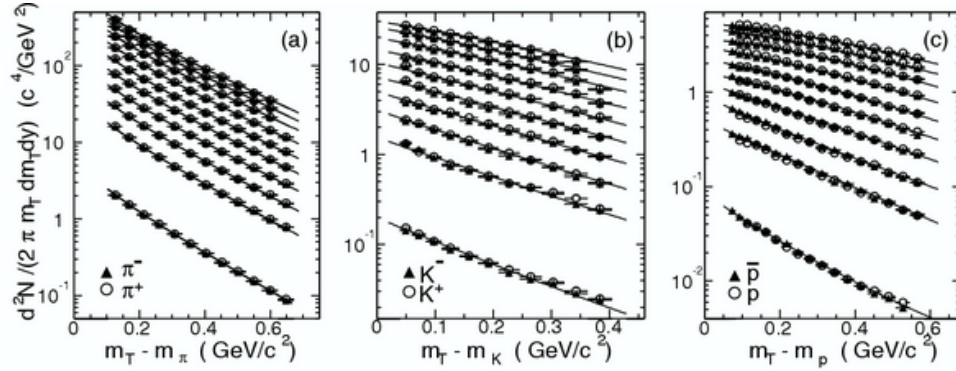 d²N/(2 π m_T dm_T dy) (c⁴/GeV²)
10²
10
1
10⁻¹
(a)
π⁻
π⁺
0 0.2 0.4 0.6
m_T - m_π (GeV/c²)
10
1
10⁻¹
(b)
K⁻
K⁺
0 0.1 0.2 0.3 0.4
m_T - m_K (GeV/c²)
1
10⁻¹
10⁻²
(c)
p̄
p
0 0.2 0.4 0.6
m_T - m_p (GeV/c²)